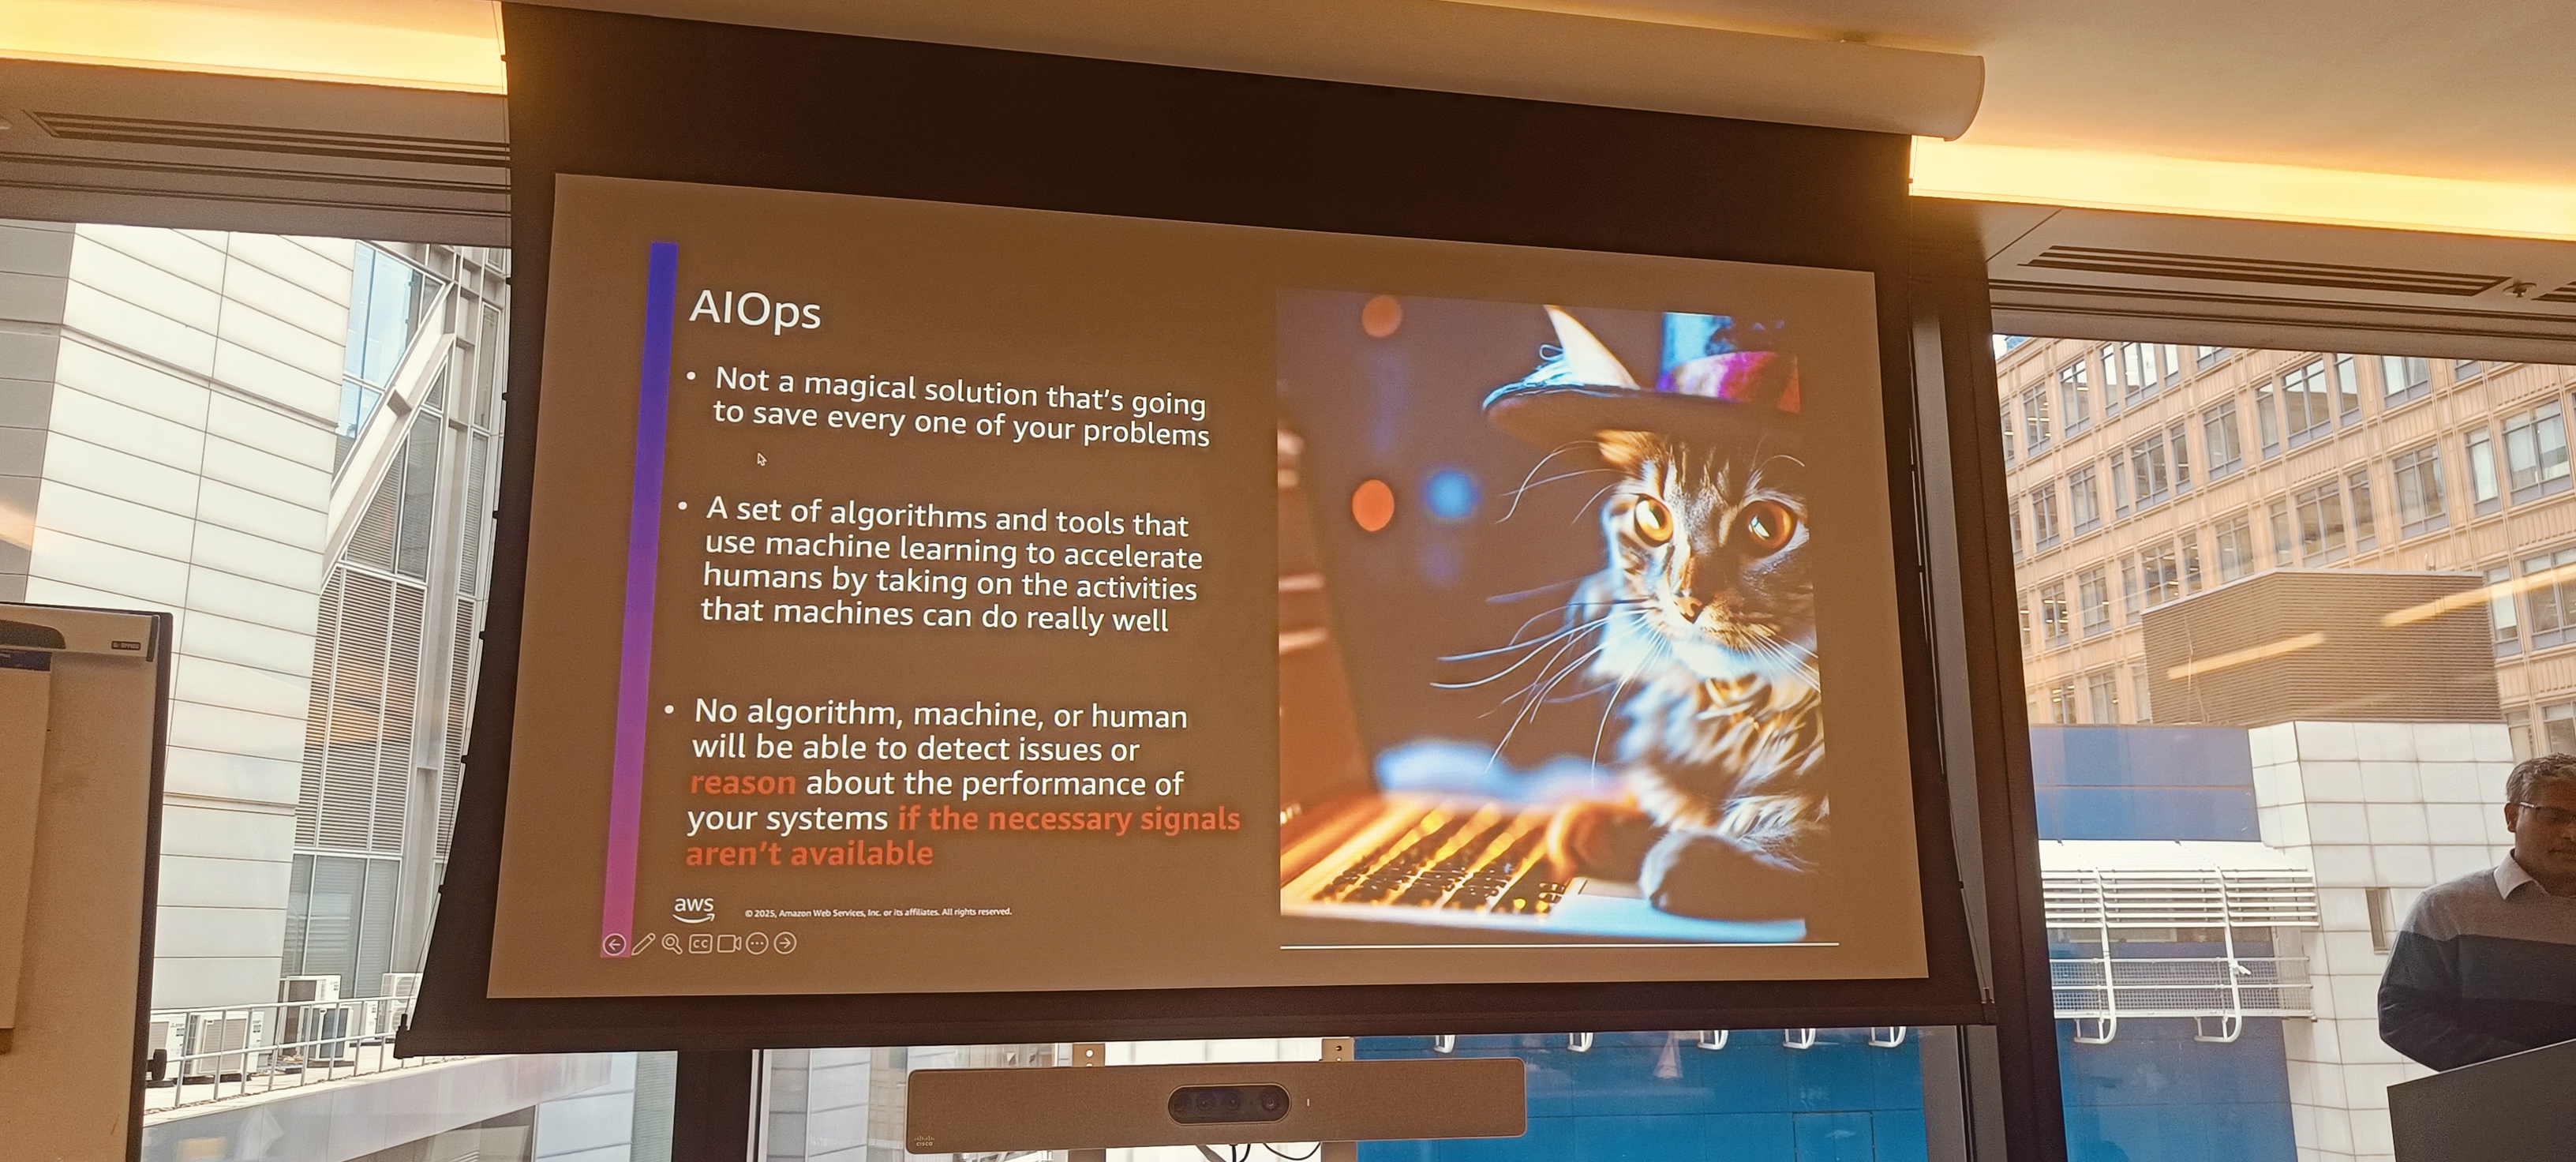 AIOps
• Not a magical solution that's going
to save every one of your problems
• A set of algorithms and tools that
use machine learning to accelerate
humans by taking on the activities
that machines can do really well
• No algorithm, machine, or human
will be able to detect issues or
reason about the performance of
your systems if the necessary signals
aren't available
aws
© 2025, Amazon Web Services, Inc. or its affiliates. All rights reserved.
CC
cisco